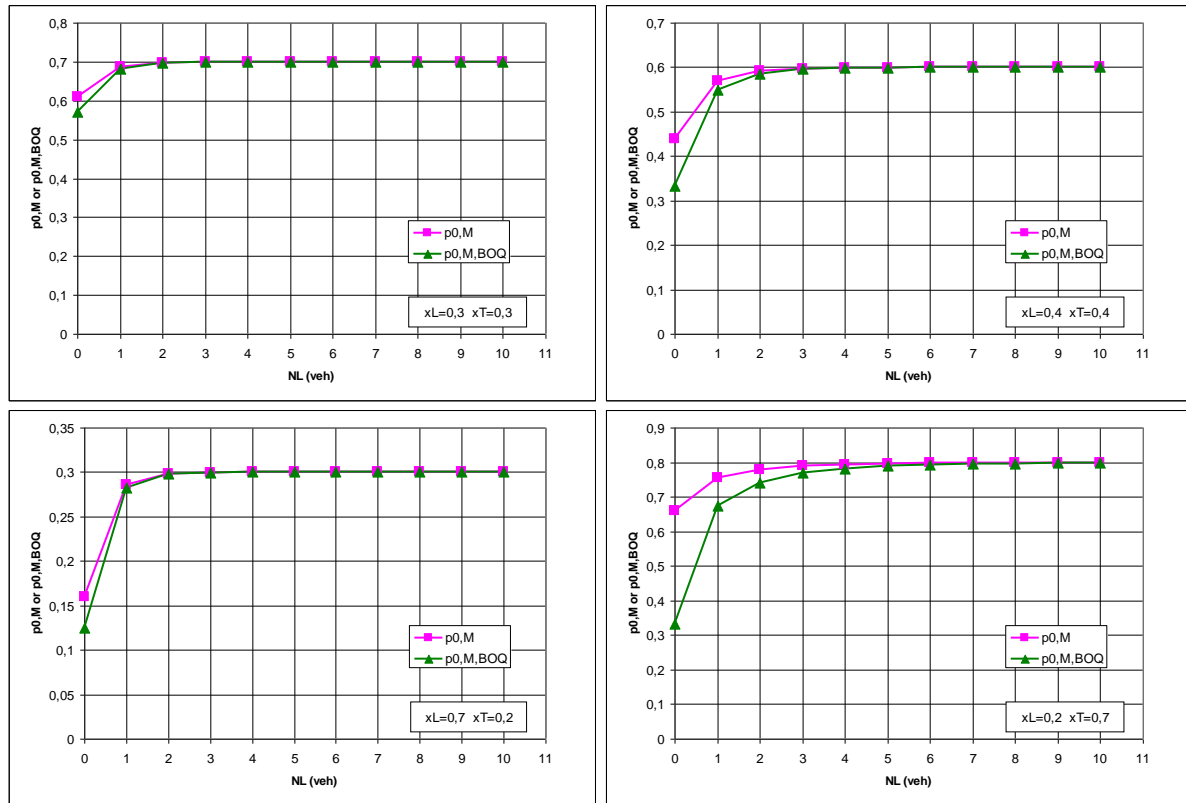 0,8
0,7
0,6
0,5
0,4
0,3
0,2
0,1
0
p0,M or p0,M,BOQ
p0,M
p0,M,BOQ
xL=0,3 xT=0,3
0 1 2 3 4 5 6 7 8 9 10 11
NL (veh)
0,7
0,6
0,5
0,4
0,3
0,2
0,1
0
p0,M or p0,M,BOQ
p0,M
p0,M,BOQ
xL=0,4 xT=0,4
0 1 2 3 4 5 6 7 8 9 10 11
NL (veh)
0,35
0,3
0,25
0,2
0,15
0,1
0,05
0
p0,M or p0,M,BOQ
p0,M
p0,M,BOQ
xL=0,7 xT=0,2
0 1 2 3 4 5 6 7 8 9 10 11
NL (veh)
0,9
0,8
0,7
0,6
0,5
0,4
0,3
0,2
0,1
0
p0,M or p0,M,BOQ
p0,M
p0,M,BOQ
xL=0,2 xT=0,7
0 1 2 3 4 5 6 7 8 9 10 11
NL (veh)